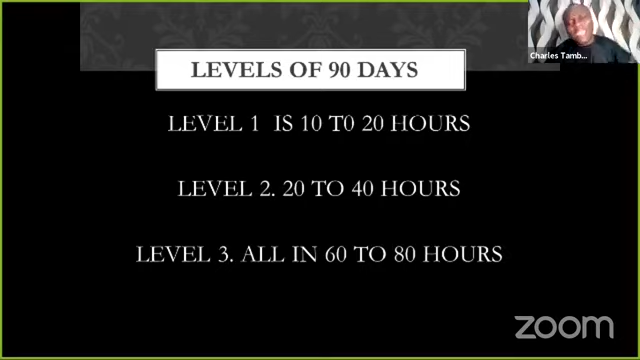 Charles Tamb...
LEVELS OF 90 DAYS
LEVEL 1 IS 10 T0 20 HOURS
LEVEL 2. 20 TO 40 HOURS
LEVEL 3. ALL IN 60 TO 80 HOURS
zoom